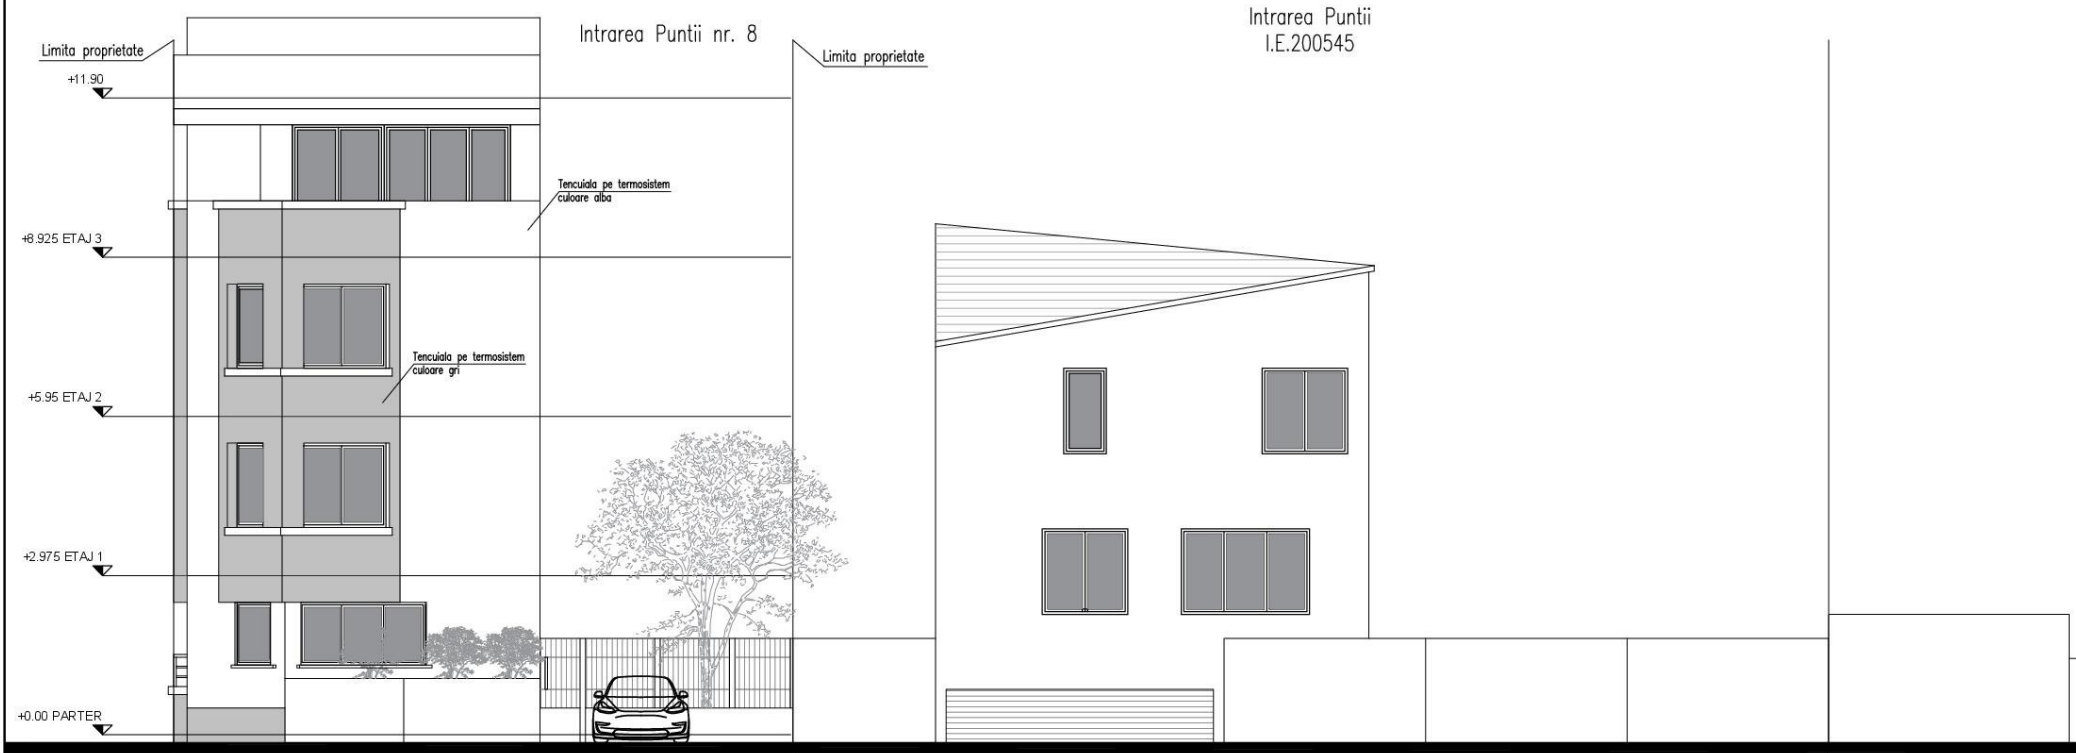 Intrarea Puntii nr. 8
Intrarea Puntii
I.E.200545
Limita proprietate
Limita proprietate
+11.90
Tencuiala pe termosistem
culoare alba
+8.925 ETAJ 3
Tencuiala pe termosistem
culoare gri
+5.95 ETAJ 2
+2.975 ETAJ 1
+0.00 PARTER